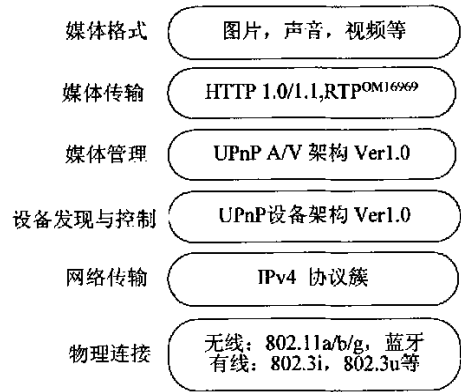 媒体格式 图片，声音，视频等
媒体传输 HTTP 1.0/1.1,RTP^OM16969
媒体管理 UPnP A/V 架构 Ver1.0
设备发现与控制 UPnP设备架构 Ver1.0
网络传输 IPv4 协议簇
物理连接 无线：802.11a/b/g，蓝牙
有线：802.3i，802.3u等